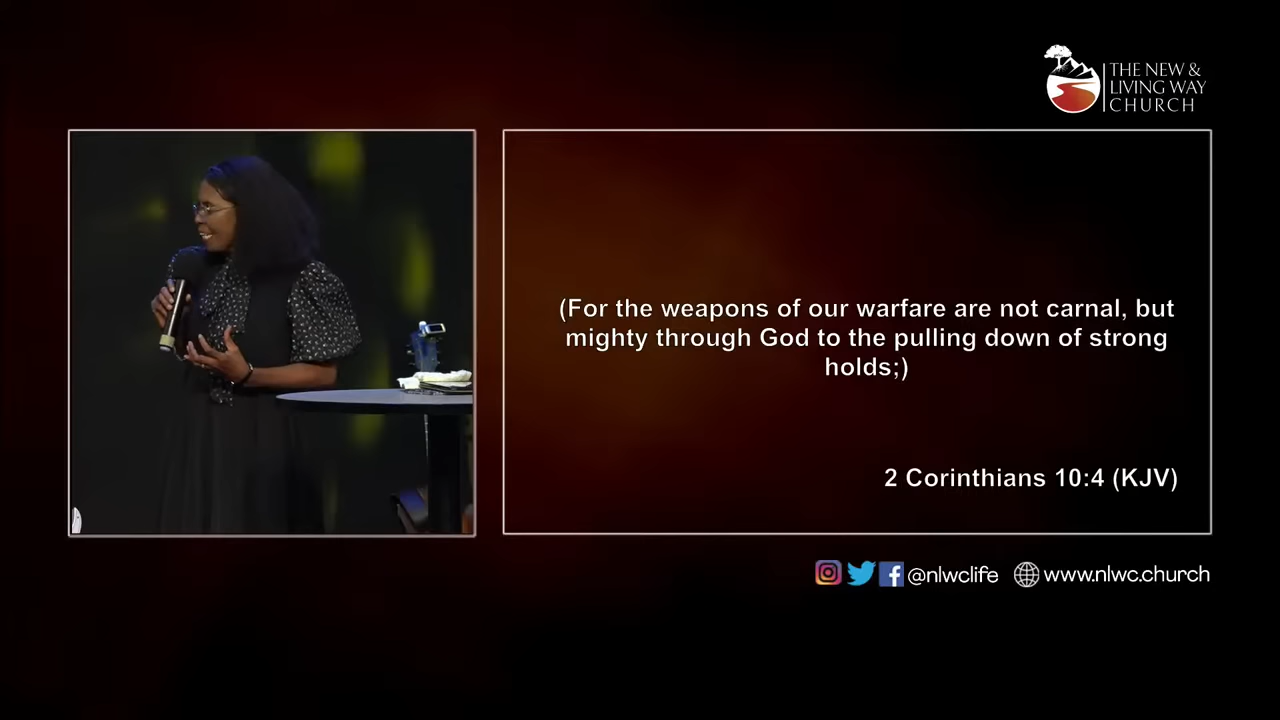 THE NEW &
LIVING WAY
CHURCH
(For the weapons of our warfare are not carnal, but
mighty through God to the pulling down of strong
holds;)
2 Corinthians 10:4 (KJV)
@nlwclife www.nlwc.church